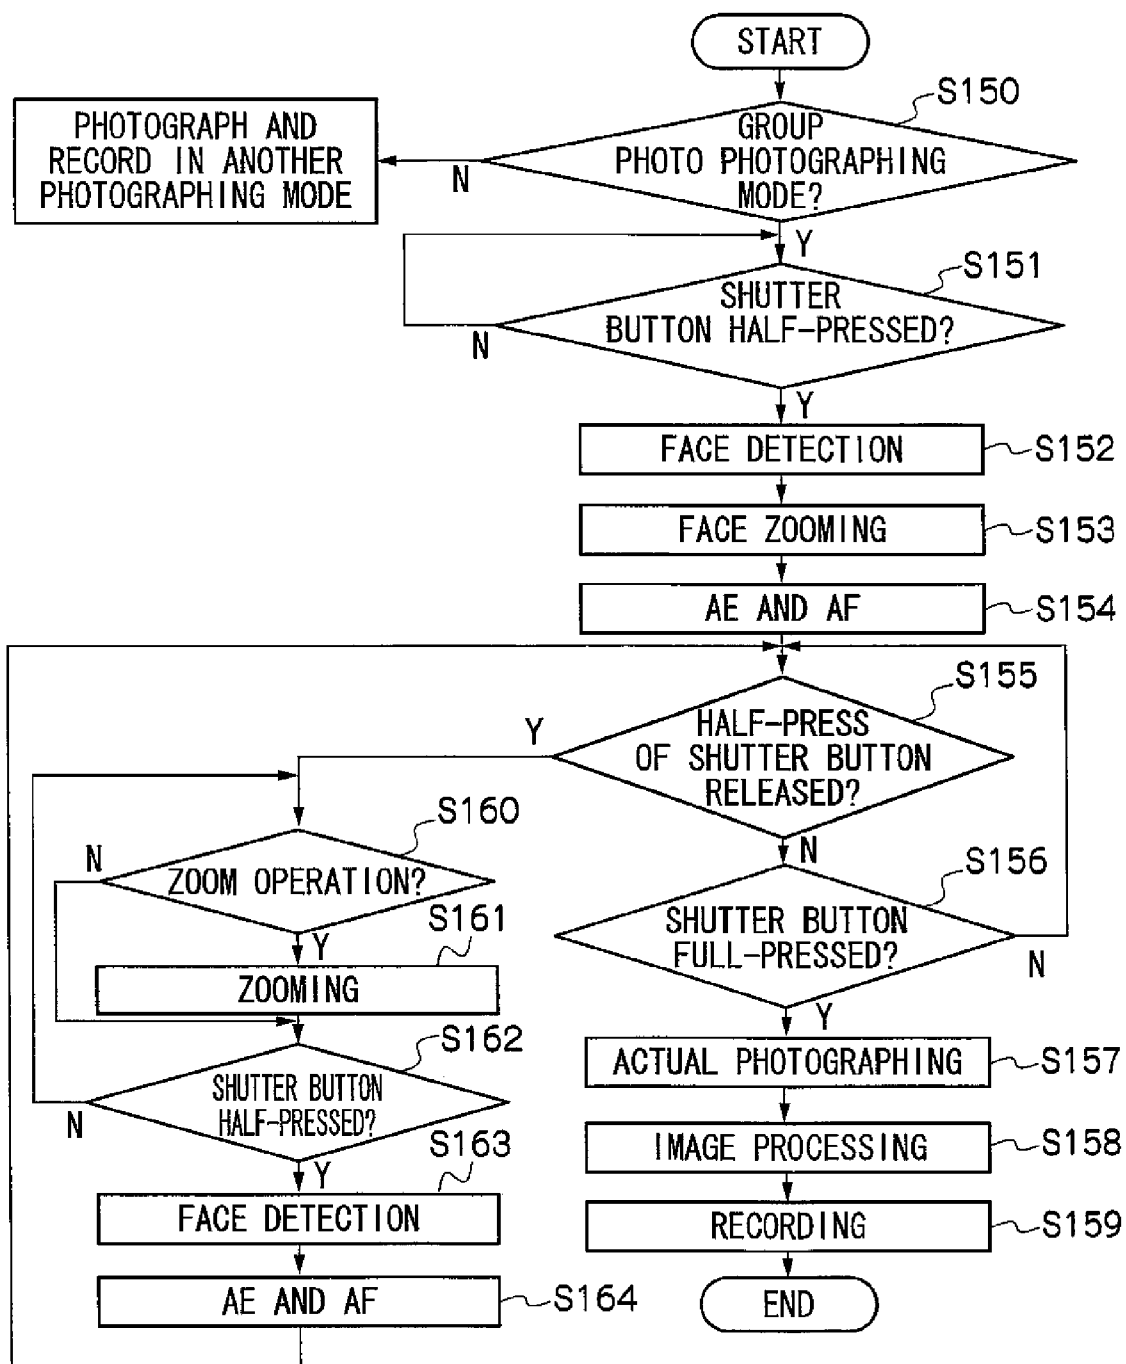 START
S150
GROUP
PHOTO PHOTOGRAPHING
MODE?
PHOTOGRAPH AND
RECORD IN ANOTHER
PHOTOGRAPHING MODE
N
Y
S151
SHUTTER
BUTTON HALF-PRESSED?
N
Y
FACE DETECTION
S152
FACE ZOOMING
S153
AE AND AF
S154
S155
HALF-PRESS
OF SHUTTER BUTTON
RELEASED?
Y
N
S160
ZOOM OPERATION?
N
Y
S161
ZOOMING
S156
SHUTTER BUTTON
FULL-PRESSED?
N
Y
S162
SHUTTER BUTTON
HALF-PRESSED?
N
Y
S163
FACE DETECTION
AE AND AF
S164
ACTUAL PHOTOGRAPHING
S157
IMAGE PROCESSING
S158
RECORDING
S159
END